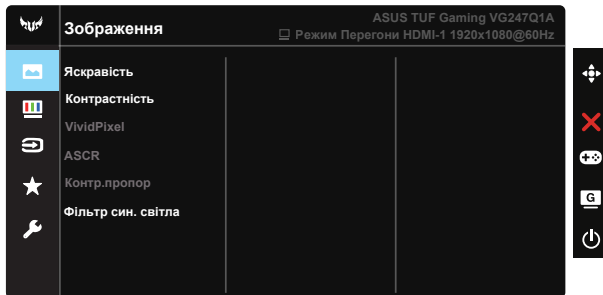 Зображення
ASUS TUF Gaming VG247Q1A
Режим Перегони HDMI-1 1920x1080@60Hz
Яскравість
Контрастність
VividPixel
ASCR
Контр.пропор
Фільтр син. світла
G